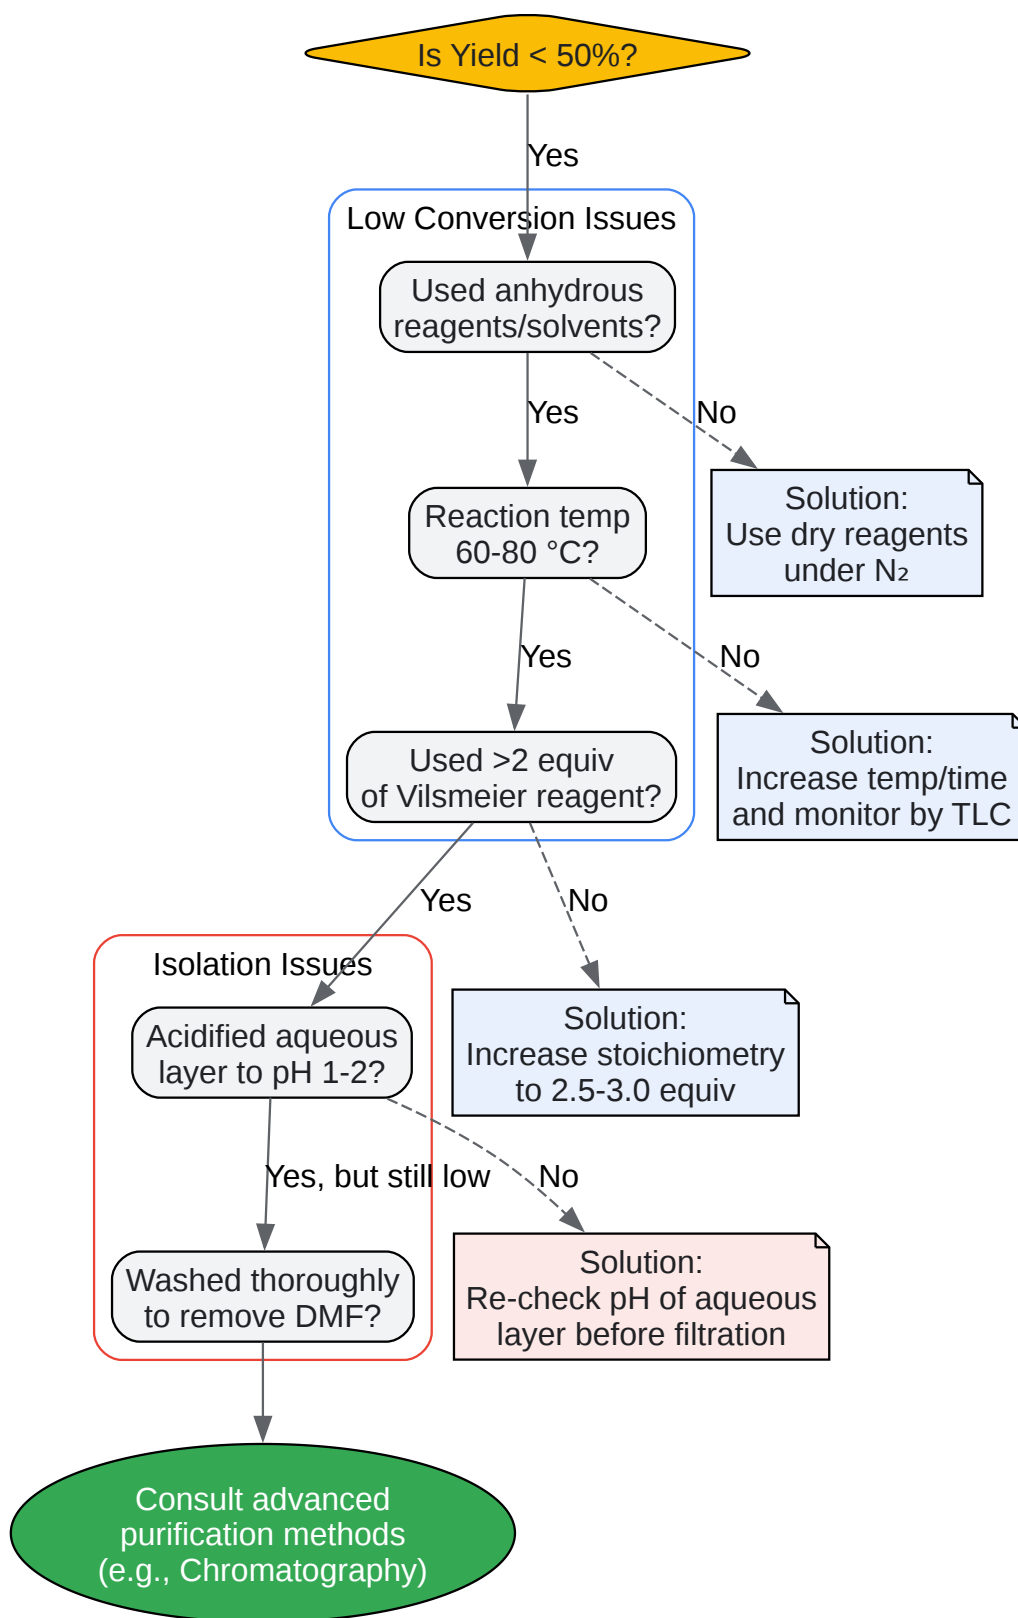 Is Yield < 50%?
Yes
Low Conversion Issues
Used anhydrous
reagents/solvents?
Yes
No
Solution:
Use dry reagents
under N₂
Reaction temp
60-80 °C?
Yes
No
Solution:
Increase temp/time
and monitor by TLC
Used >2 equiv
of Vilsmeier reagent?
Yes
No
Isolation Issues
Acidified aqueous
layer to pH 1-2?
Solution:
Increase stoichiometry
to 2.5-3.0 equiv
Yes, but still low
No
Washed thoroughly
to remove DMF?
Solution:
Re-check pH of aqueous
layer before filtration
Consult advanced
purification methods
(e.g., Chromatography)